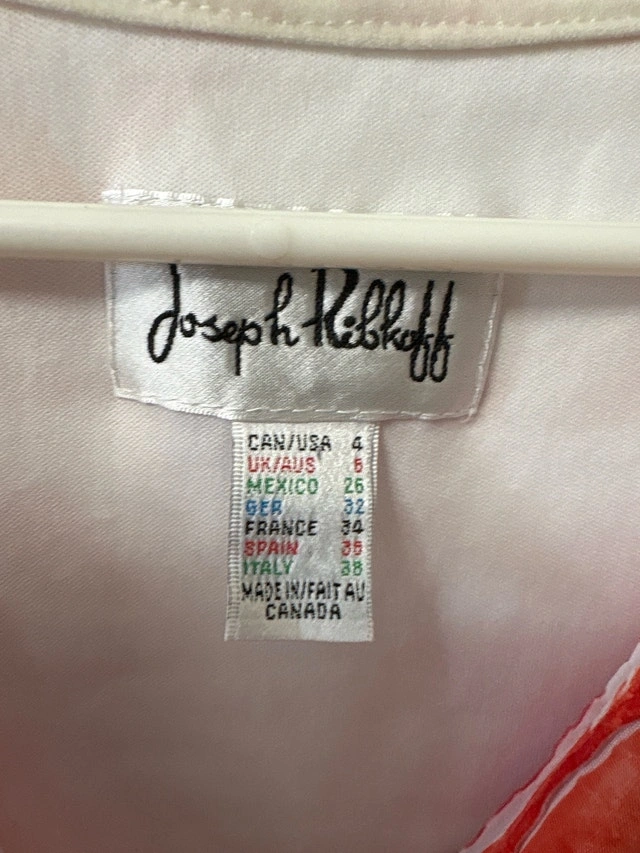 Joseph Ribkoff
CAN/USA 4
UK/AUS 6
MEXICO 26
GER 32
FRANCE 34
SPAIN 36
ITALY 38
MADE IN/FAIT AU
CANADA